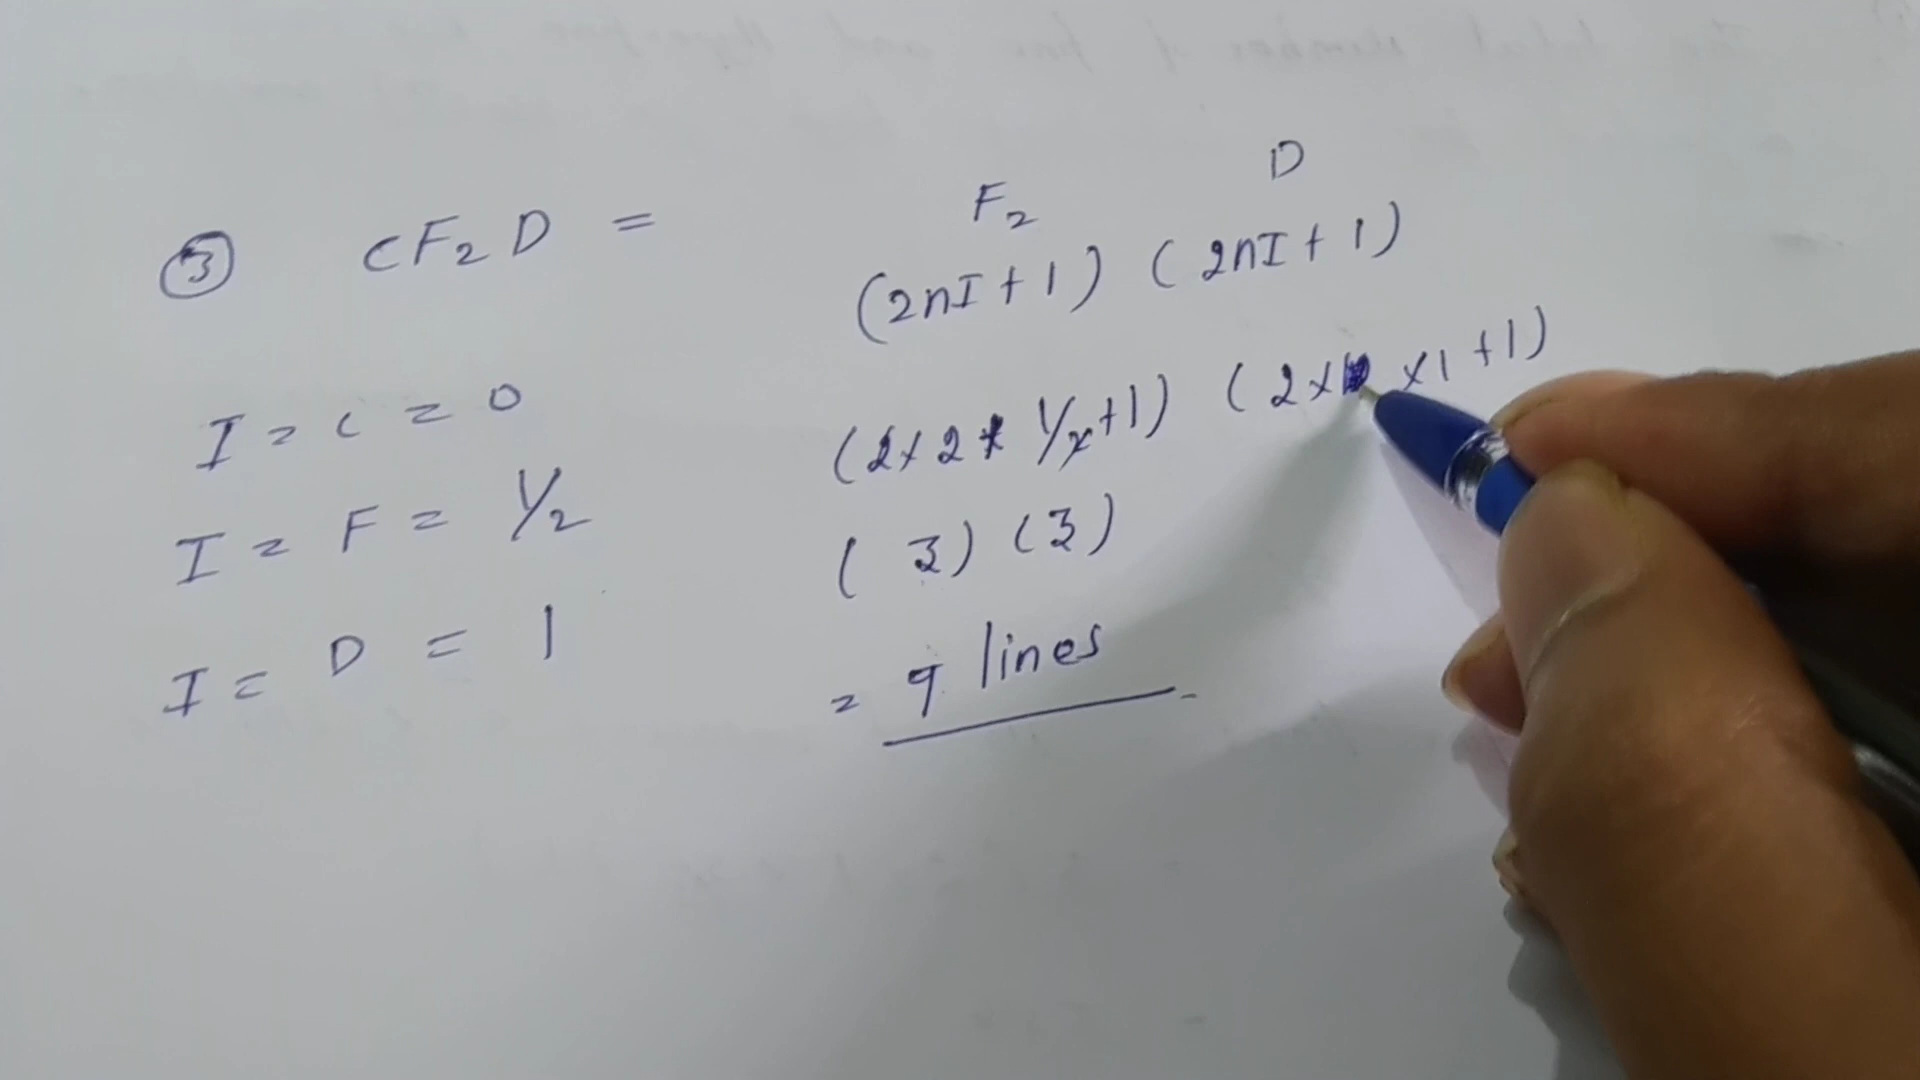 ③ CF₂D =
F₂ D
(2nI + 1) (2nI + 1)
I = C = 0
(2×2× 1/2+1) (2× ×1+1)
I = F = 1/2
(3) (3)
I = D = 1
= 9 lines